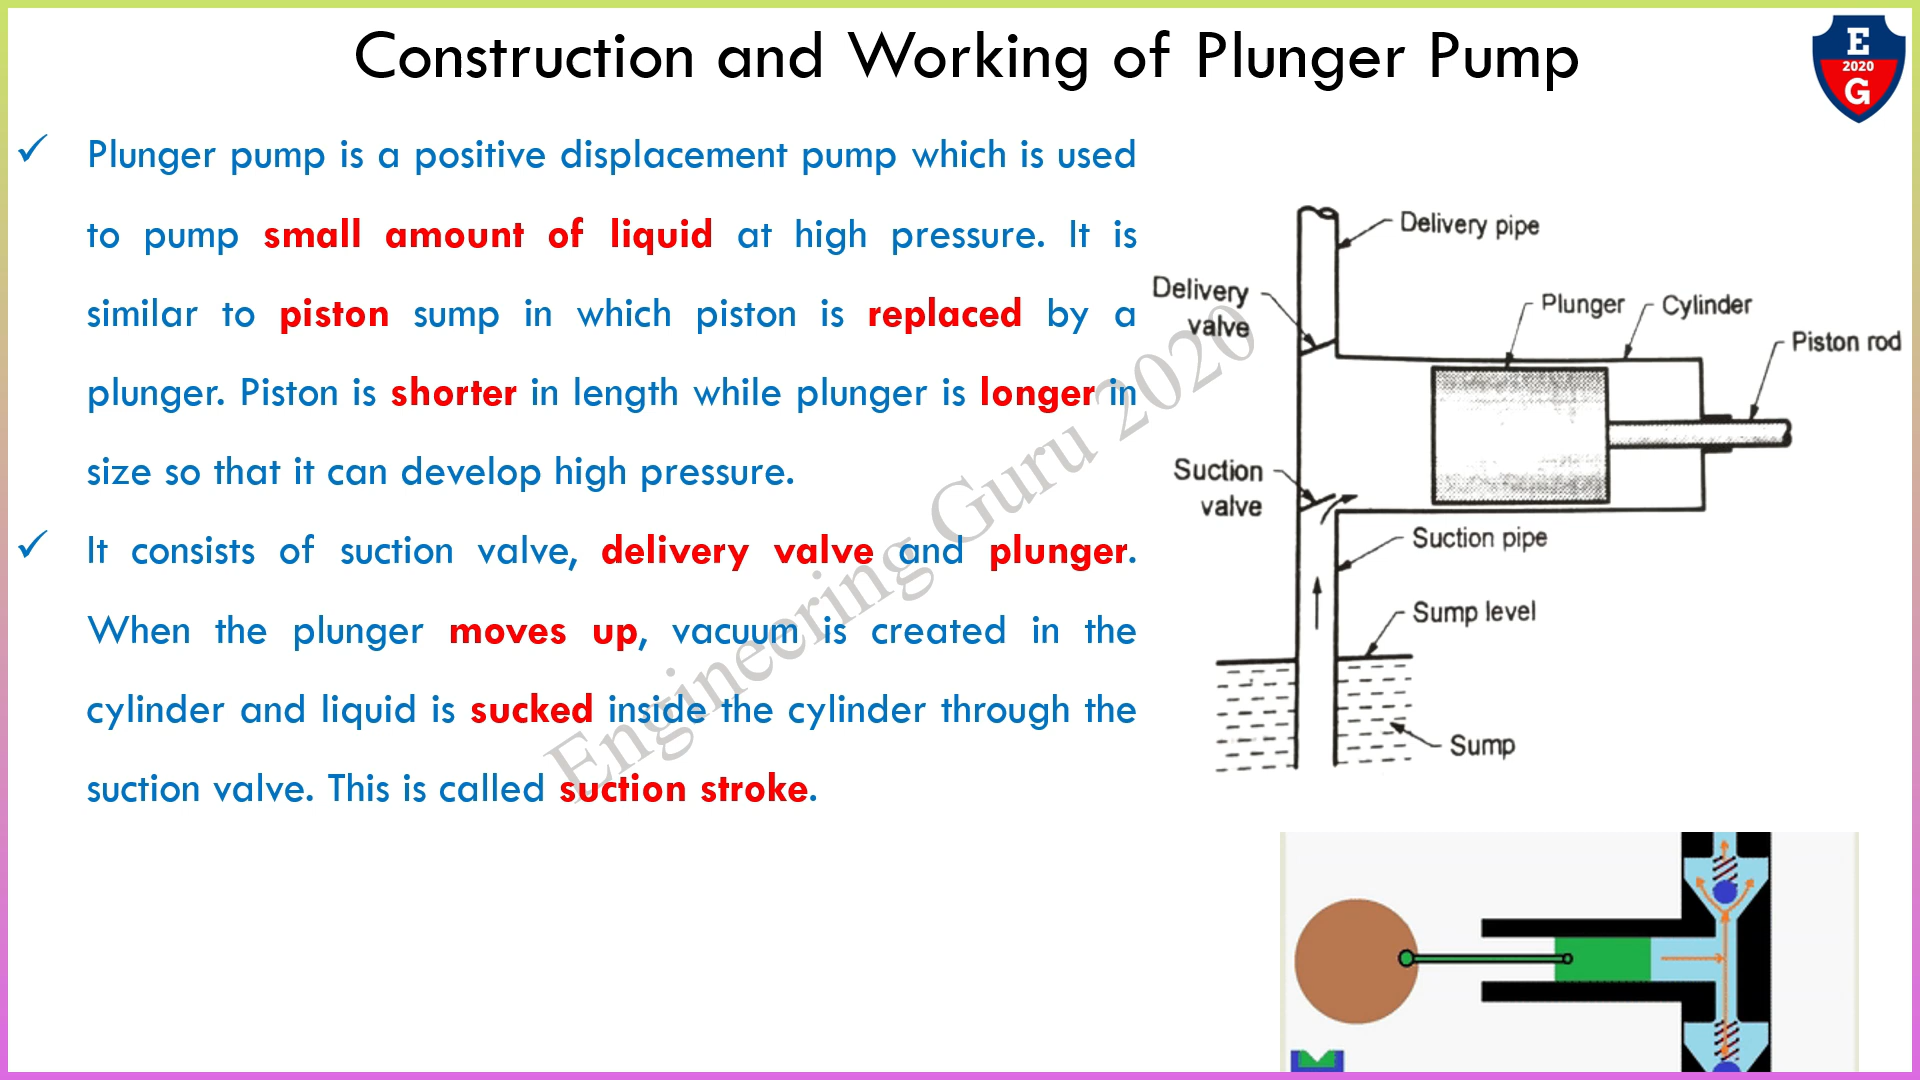 Construction and Working of Plunger Pump
E
2020
G
✓ Plunger pump is a positive displacement pump which is used
to pump small amount of liquid at high pressure. It is
similar to piston sump in which piston is replaced by a
plunger. Piston is shorter in length while plunger is longer in
size so that it can develop high pressure.
✓ It consists of suction valve, delivery valve and plunger.
When the plunger moves up, vacuum is created in the
cylinder and liquid is sucked inside the cylinder through the
suction valve. This is called suction stroke.
Engineering Guru 2020
Delivery pipe
Delivery
valve
Plunger
Cylinder
Piston rod
Suction
valve
Suction pipe
Sump level
Sump